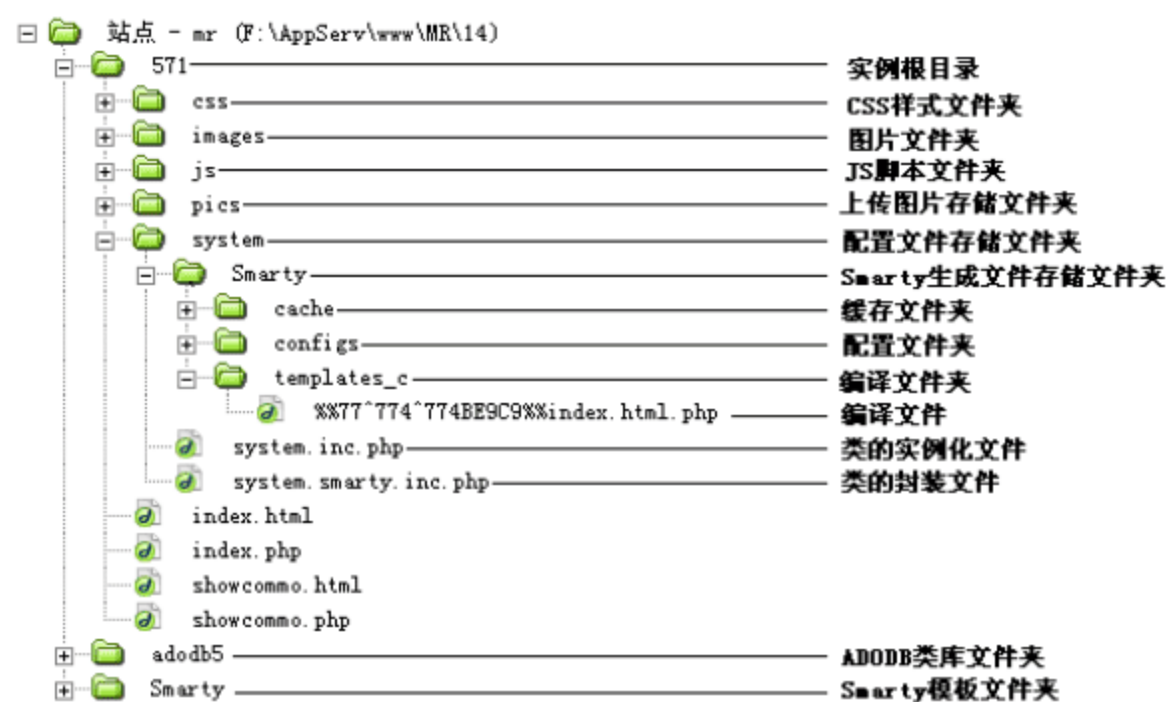 站点 - mr (F:\AppServ\www\MR\14)
571 实例根目录
css CSS样式文件夹
images 图片文件夹
js JS脚本文件夹
pics 上传图片存储文件夹
system 配置文件存储文件夹
Smarty Smarty生成文件存储文件夹
cache 缓存文件夹
configs 配置文件夹
templates_c 编译文件夹
%%77^774^774BE9C9%%index.html.php 编译文件
system.inc.php 类的实例化文件
system.smarty.inc.php 类的封装文件
index.html
index.php
showcommo.html
showcommo.php
adodb5 ADODB类库文件夹
Smarty Smarty模板文件夹